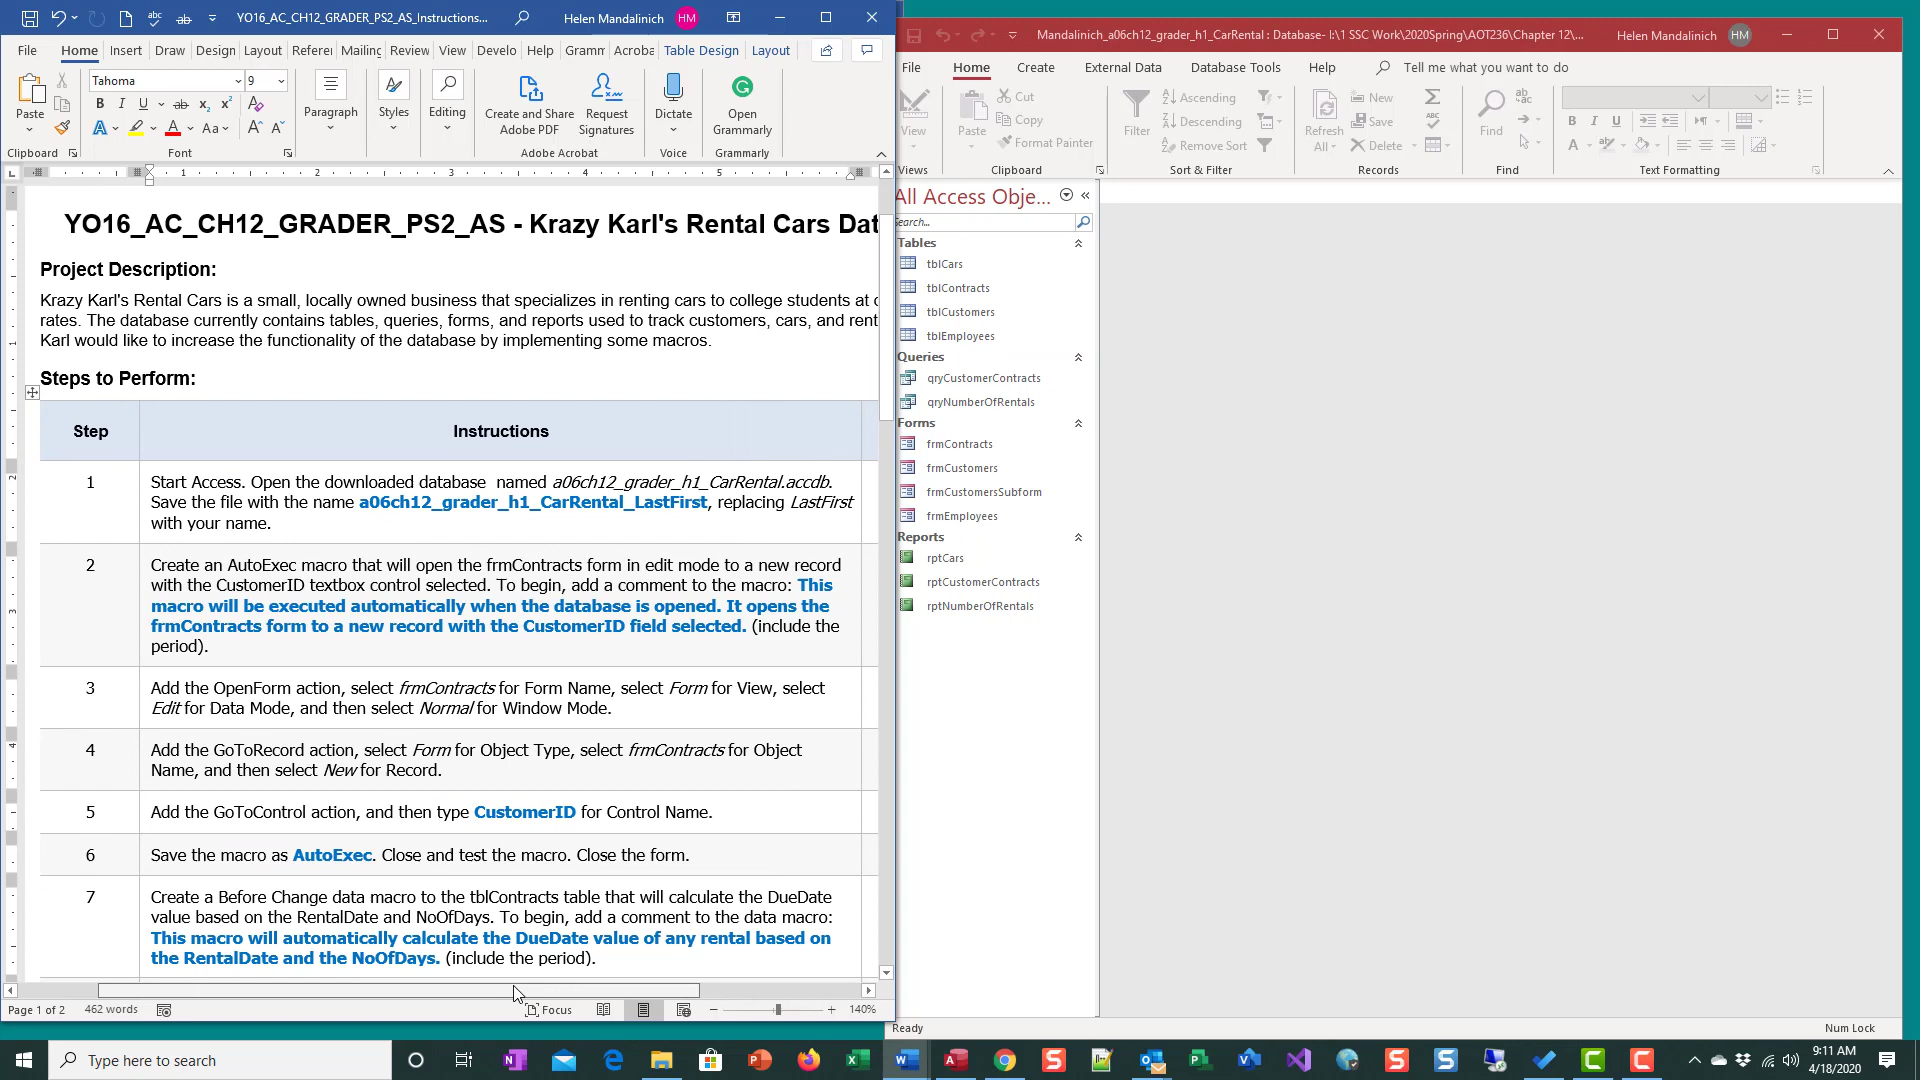 YO16_AC_CH12_GRADER_PS2_AS_Instructions...
Helen Mandalinich
HM
File Home Insert Draw Design Layout Referen Mailing Review View Develo Help Gramm Acroba Table Design Layout
Tahoma 9
Paste Paragraph Styles Editing Create and Share Adobe PDF Request Signatures Dictate Open Grammarly
Clipboard Font Adobe Acrobat Voice Grammarly
1 2 3 4 5
YO16_AC_CH12_GRADER_PS2_AS - Krazy Karl's Rental Cars Dat
Project Description:
Krazy Karl's Rental Cars is a small, locally owned business that specializes in renting cars to college students at
rates. The database currently contains tables, queries, forms, and reports used to track customers, cars, and rent
Karl would like to increase the functionality of the database by implementing some macros.
Steps to Perform:
Step Instructions
1 Start Access. Open the downloaded database  named a06ch12_grader_h1_CarRental.accdb.
Save the file with the name a06ch12_grader_h1_CarRental_LastFirst, replacing LastFirst
with your name.
2 Create an AutoExec macro that will open the frmContracts form in edit mode to a new record
with the CustomerID textbox control selected. To begin, add a comment to the macro: This
macro will be executed automatically when the database is opened. It opens the
frmContracts form to a new record with the CustomerID field selected. (include the
period).
3 Add the OpenForm action, select frmContracts for Form Name, select Form for View, select
Edit for Data Mode, and then select Normal for Window Mode.
4 Add the GoToRecord action, select Form for Object Type, select frmContracts for Object
Name, and then select New for Record.
5 Add the GoToControl action, and then type CustomerID for Control Name.
6 Save the macro as AutoExec. Close and test the macro. Close the form.
7 Create a Before Change data macro to the tblContracts table that will calculate the DueDate
value based on the RentalDate and NoOfDays. To begin, add a comment to the data macro:
This macro will automatically calculate the DueDate value of any rental based on
the RentalDate and the NoOfDays. (include the period).
Page 1 of 2 462 words Focus 140%
Mandalinich_a06ch12_grader_h1_CarRental : Database- I:\1 SSC Work\2020Spring\AOT236\Chapter 12\...
Helen Mandalinich HM
File Home Create External Data Database Tools Help Tell me what you want to do
View Paste Cut Copy Format Painter
Filter Ascending Descending Remove Sort
Refresh All New Save Delete
Find
Views Clipboard Sort & Filter Records Find Text Formatting
All Access Obje...
Search...
Tables
tblCars
tblContracts
tblCustomers
tblEmployees
Queries
qryCustomerContracts
qryNumberOfRentals
Forms
frmContracts
frmCustomers
frmCustomersSubform
frmEmployees
Reports
rptCars
rptCustomerContracts
rptNumberOfRentals
Ready Num Lock
Type here to search
9:11 AM
4/18/2020